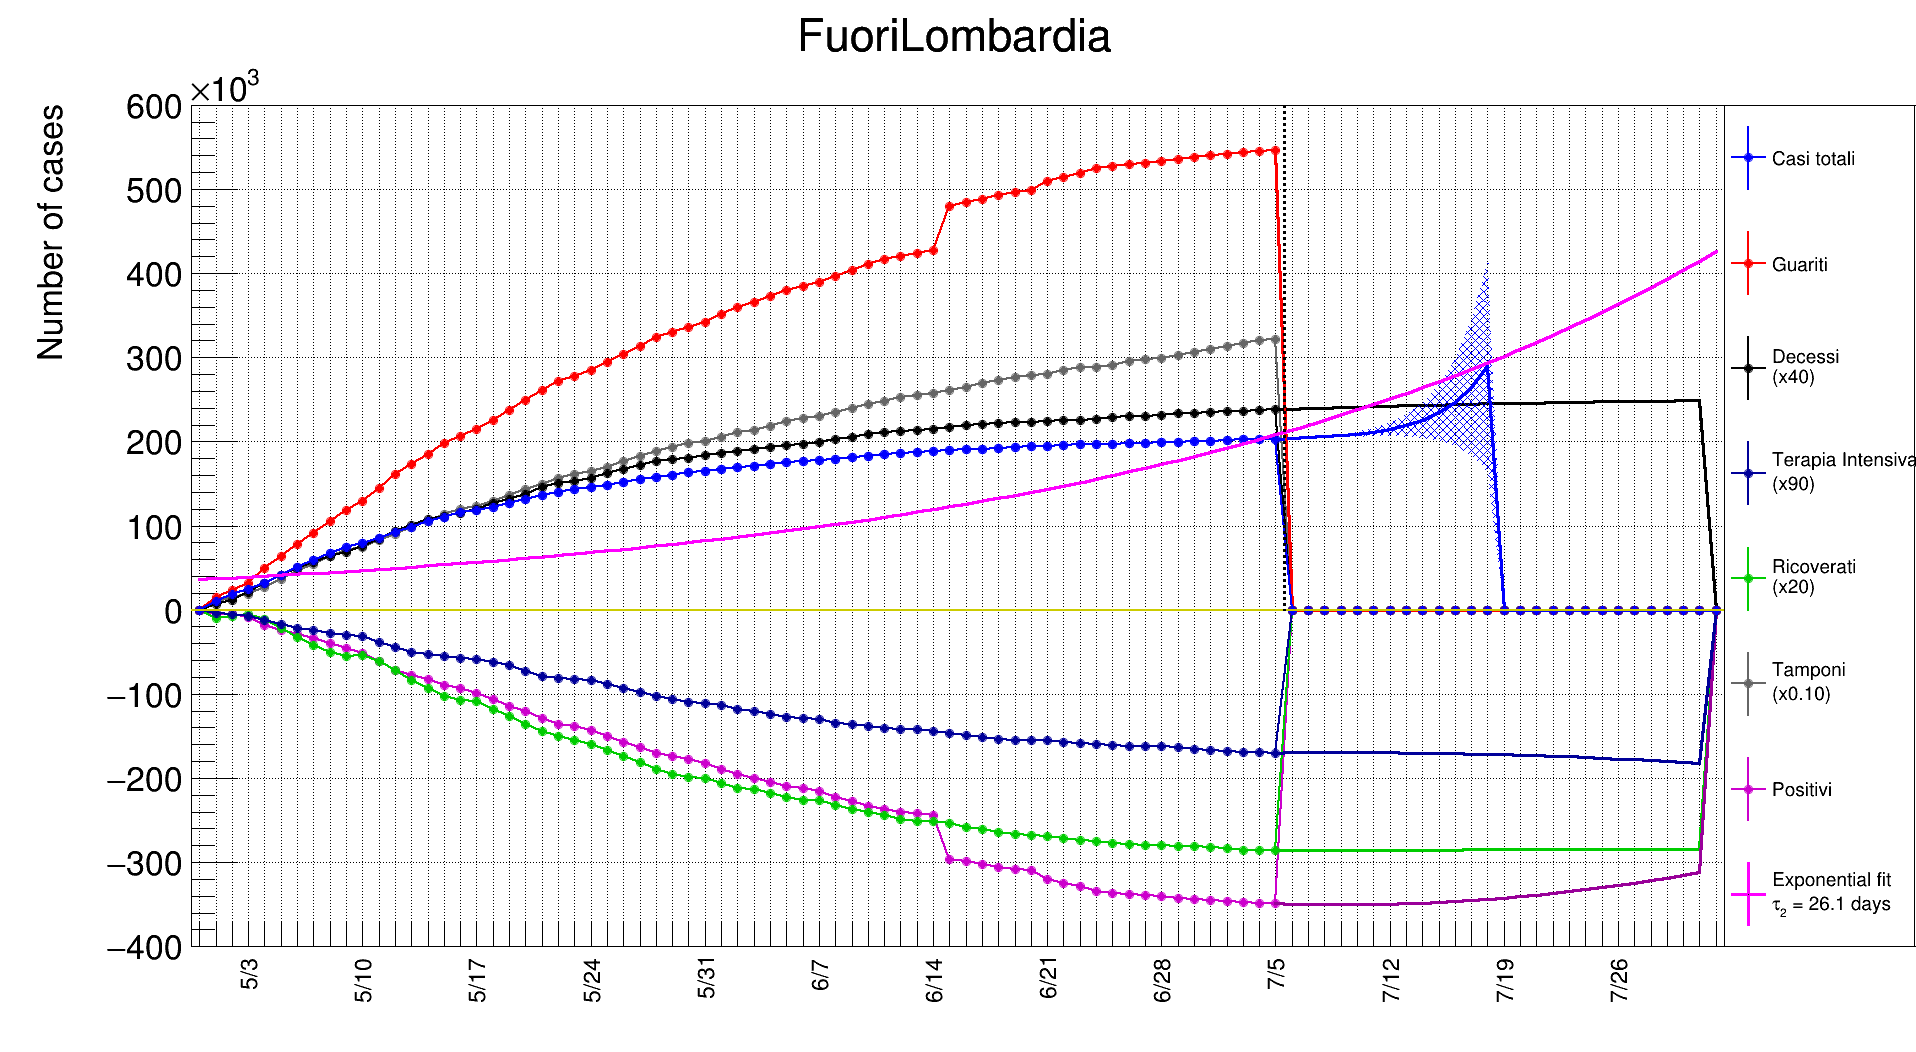 FuoriLombardia
×10³
Number of cases
600
500
400
300
200
100
0
−100
−200
−300
−400
5/3
5/10
5/17
5/24
5/31
6/7
6/14
6/21
6/28
7/5
7/12
7/19
7/26
Casi totali
Guariti
Decessi
(x40)
Terapia Intensiva
(x90)
Ricoverati
(x20)
Tamponi
(x0.10)
Positivi
Exponential fit
τ₂ = 26.1 days